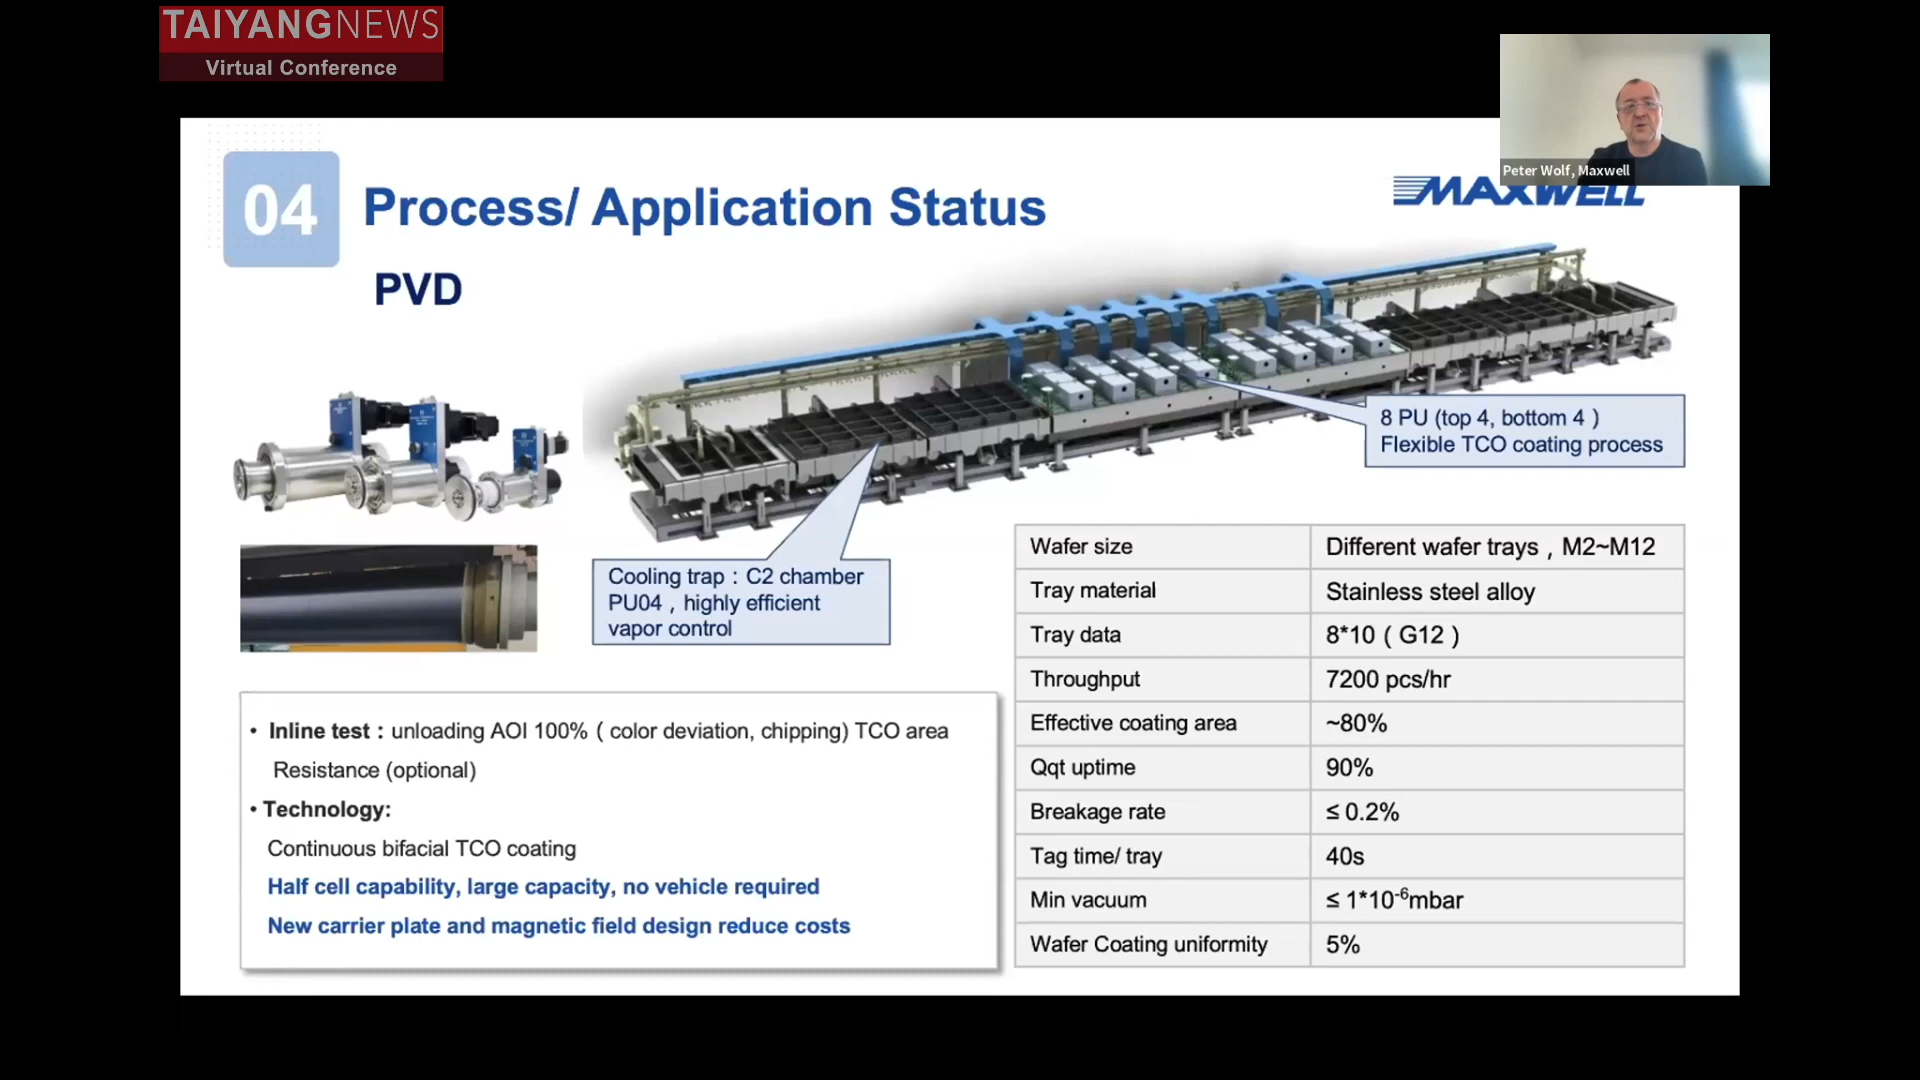 TAIYANGNEWS
Virtual Conference
Peter Wolf, Maxwell
MAXWELL
04
Process/ Application Status
PVD
8 PU (top 4, bottom 4 )
Flexible TCO coating process
Cooling trap：C2 chamber
PU04，highly efficient
vapor control
Wafer size	Different wafer trays，M2~M12
Tray material	Stainless steel alloy
Tray data	8*10（G12）
Throughput	7200 pcs/hr
Effective coating area	~80%
Qqt uptime	90%
Breakage rate	≤ 0.2%
Tag time/ tray	40s
Min vacuum	≤ 1*10⁻⁶mbar
Wafer Coating uniformity	5%
• Inline test：unloading AOI 100%（color deviation, chipping) TCO area
Resistance (optional)
• Technology:
Continuous bifacial TCO coating
Half cell capability, large capacity, no vehicle required
New carrier plate and magnetic field design reduce costs